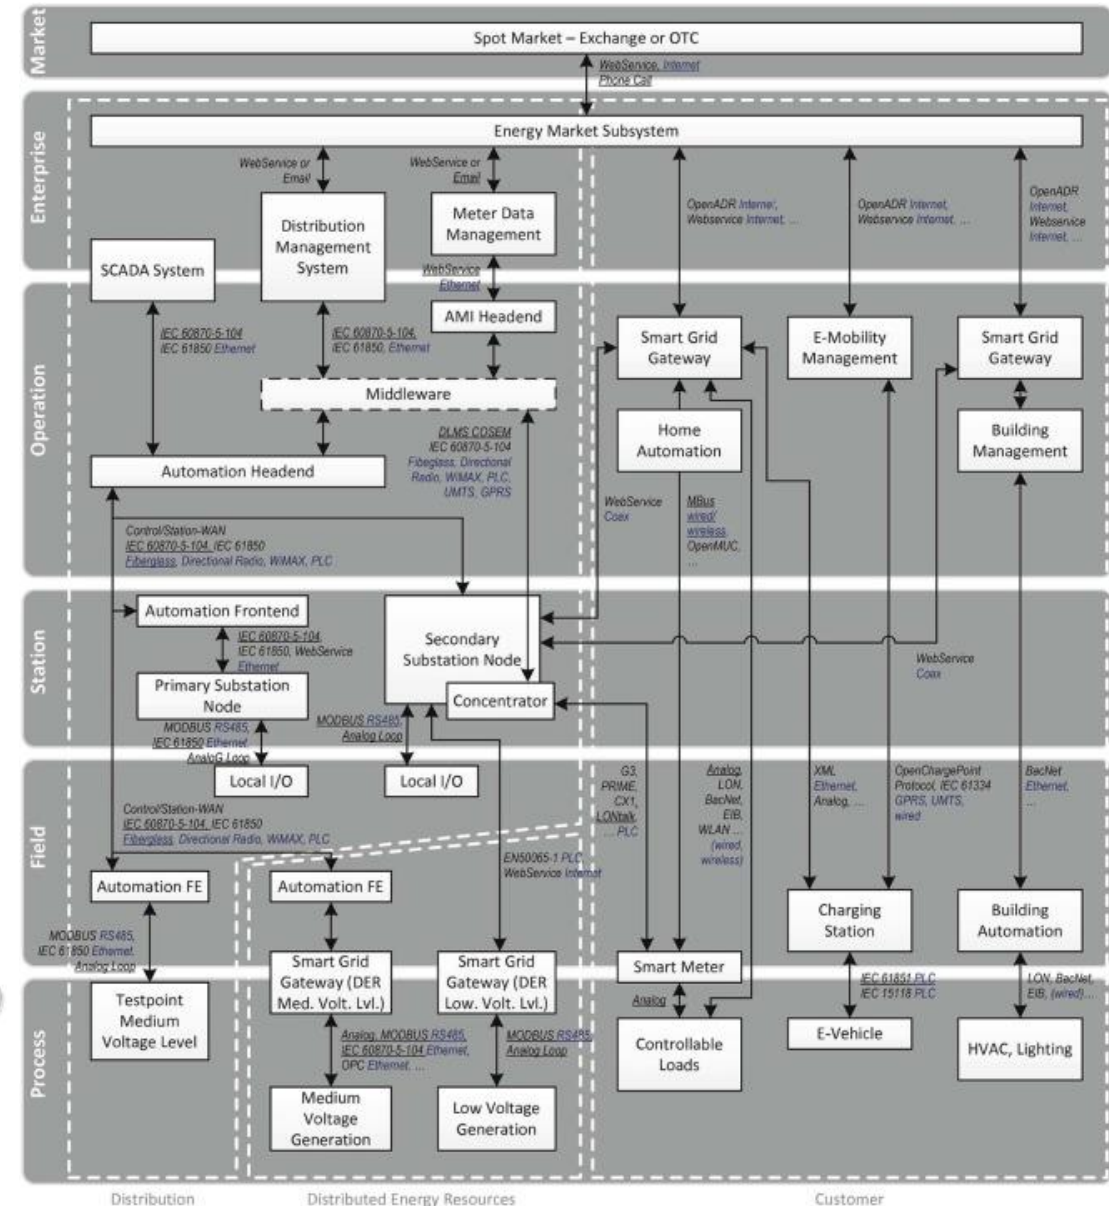 Market
Spot Market – Exchange or OTC
WebService, Internet
Phone Call
Enterprise
Energy Market Subsystem
WebService or
Email
WebService or
Email
OpenADR Internet,
Webservice Internet, ...
OpenADR Internet,
Webservice Internet, ...
OpenADR
Internet,
Webservice
Internet, ...
SCADA System
Distribution
Management
System
Meter Data
Management
WebService
Ethernet
Operation
IEC 60870-5-104
IEC 61850 Ethernet
IEC 60870-5-104,
IEC 61850, Ethernet
AMI Headend
Middleware
Smart Grid
Gateway
E-Mobility
Management
Smart Grid
Gateway
Automation Headend
DLMS COSEM
IEC 60870-5-104
Fibeglass, Directional
Radio, WiMAX, PLC,
UMTS, GPRS
Home
Automation
Building
Management
WebService
Coax
MBus
wired/
wireless,
OpenMUC,
...
Control/Station-WAN
IEC 60870-5-104, IEC 61850
Fiberglass, Directional Radio, WiMAX, PLC
Station
Automation Frontend
IEC 60870-5-104,
IEC 61850, WebService
Ethernet
Primary Substation
Node
Secondary
Substation Node
Concentrator
WebService
Coax
MODBUS RS485,
IEC 61850 Ethernet,
AnaloG Loop
MODBUS RS485,
Analog Loop
Local I/O
Local I/O
Field
Control/Station-WAN
IEC 60870-5-104, IEC 61850
Fiberglass, Directional Radio, WiMAX, PLC
G3,
PRIME,
CX1,
LONtalk,
... PLC
Analog,
LON,
BacNet,
EIB,
WLAN ...
(wired,
wireless)
XML
Ethernet,
Analog, ...
OpenChargePoint
Protocol, IEC 61334
GPRS, UMTS,
wired
BacNet
Ethernet,
...
EN50065-1 PLC
WebService Internet
Automation FE
Automation FE
Charging
Station
Building
Automation
MODBUS RS485,
IEC 61850 Ethernet,
Analog Loop
Smart Grid
Gateway (DER
Med. Volt. Lvl.)
Smart Grid
Gateway (DER
Low. Volt. Lvl.)
Smart Meter
Process
Testpoint
Medium
Voltage Level
Analog
IEC 61851 PLC
IEC 15118 PLC
LON, BacNet,
EIB, (wired)...
Analog, MODBUS RS485,
IEC 60870-5-104 Ethernet,
OPC Ethernet, ...
MODBUS RS485,
Analog Loop
Controllable
Loads
E-Vehicle
HVAC, Lighting
Medium
Voltage
Generation
Low Voltage
Generation
Distribution
Distributed Energy Resources
Customer